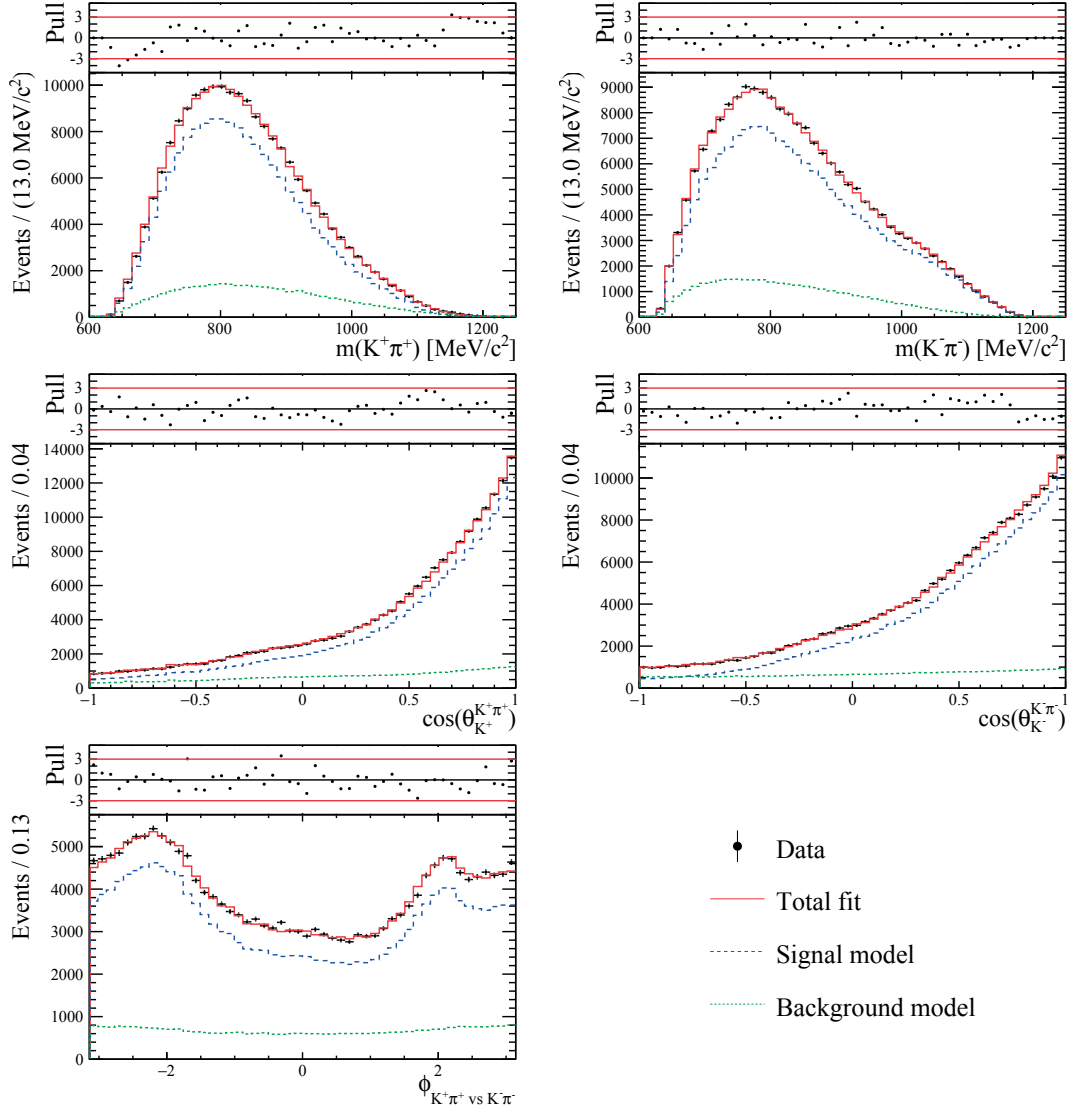 Pull
3
0
−3
Events / (13.0 MeV/c²)
10000
8000
6000
4000
2000
0
600 800 1000 1200
m(K⁺π⁺) [MeV/c²]
Pull
3
0
−3
Events / (13.0 MeV/c²)
9000
8000
7000
6000
5000
4000
3000
2000
1000
0
600 800 1000 1200
m(K⁻π⁻) [MeV/c²]
Pull
3
0
−3
Events / 0.04
14000
12000
10000
8000
6000
4000
2000
0
−1 −0.5 0 0.5 1
cos(θ_{K⁺}^{K⁺π⁺})
Pull
3
0
−3
Events / 0.04
10000
8000
6000
4000
2000
0
−1 −0.5 0 0.5 1
cos(θ_{K⁻}^{K⁻π⁻})
Pull
3
0
−3
Events / 0.13
5000
4000
3000
2000
1000
0
−2 0 2
ϕ_{K⁺π⁺ vs K⁻π⁻}
Data
Total fit
Signal model
Background model